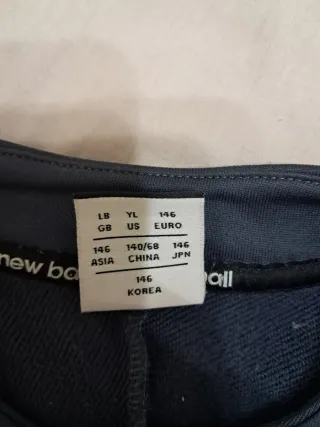 LB YL 146
GB US EURO
146 140/68 146
ASIA CHINA JPN
146
KOREA
new ba
all